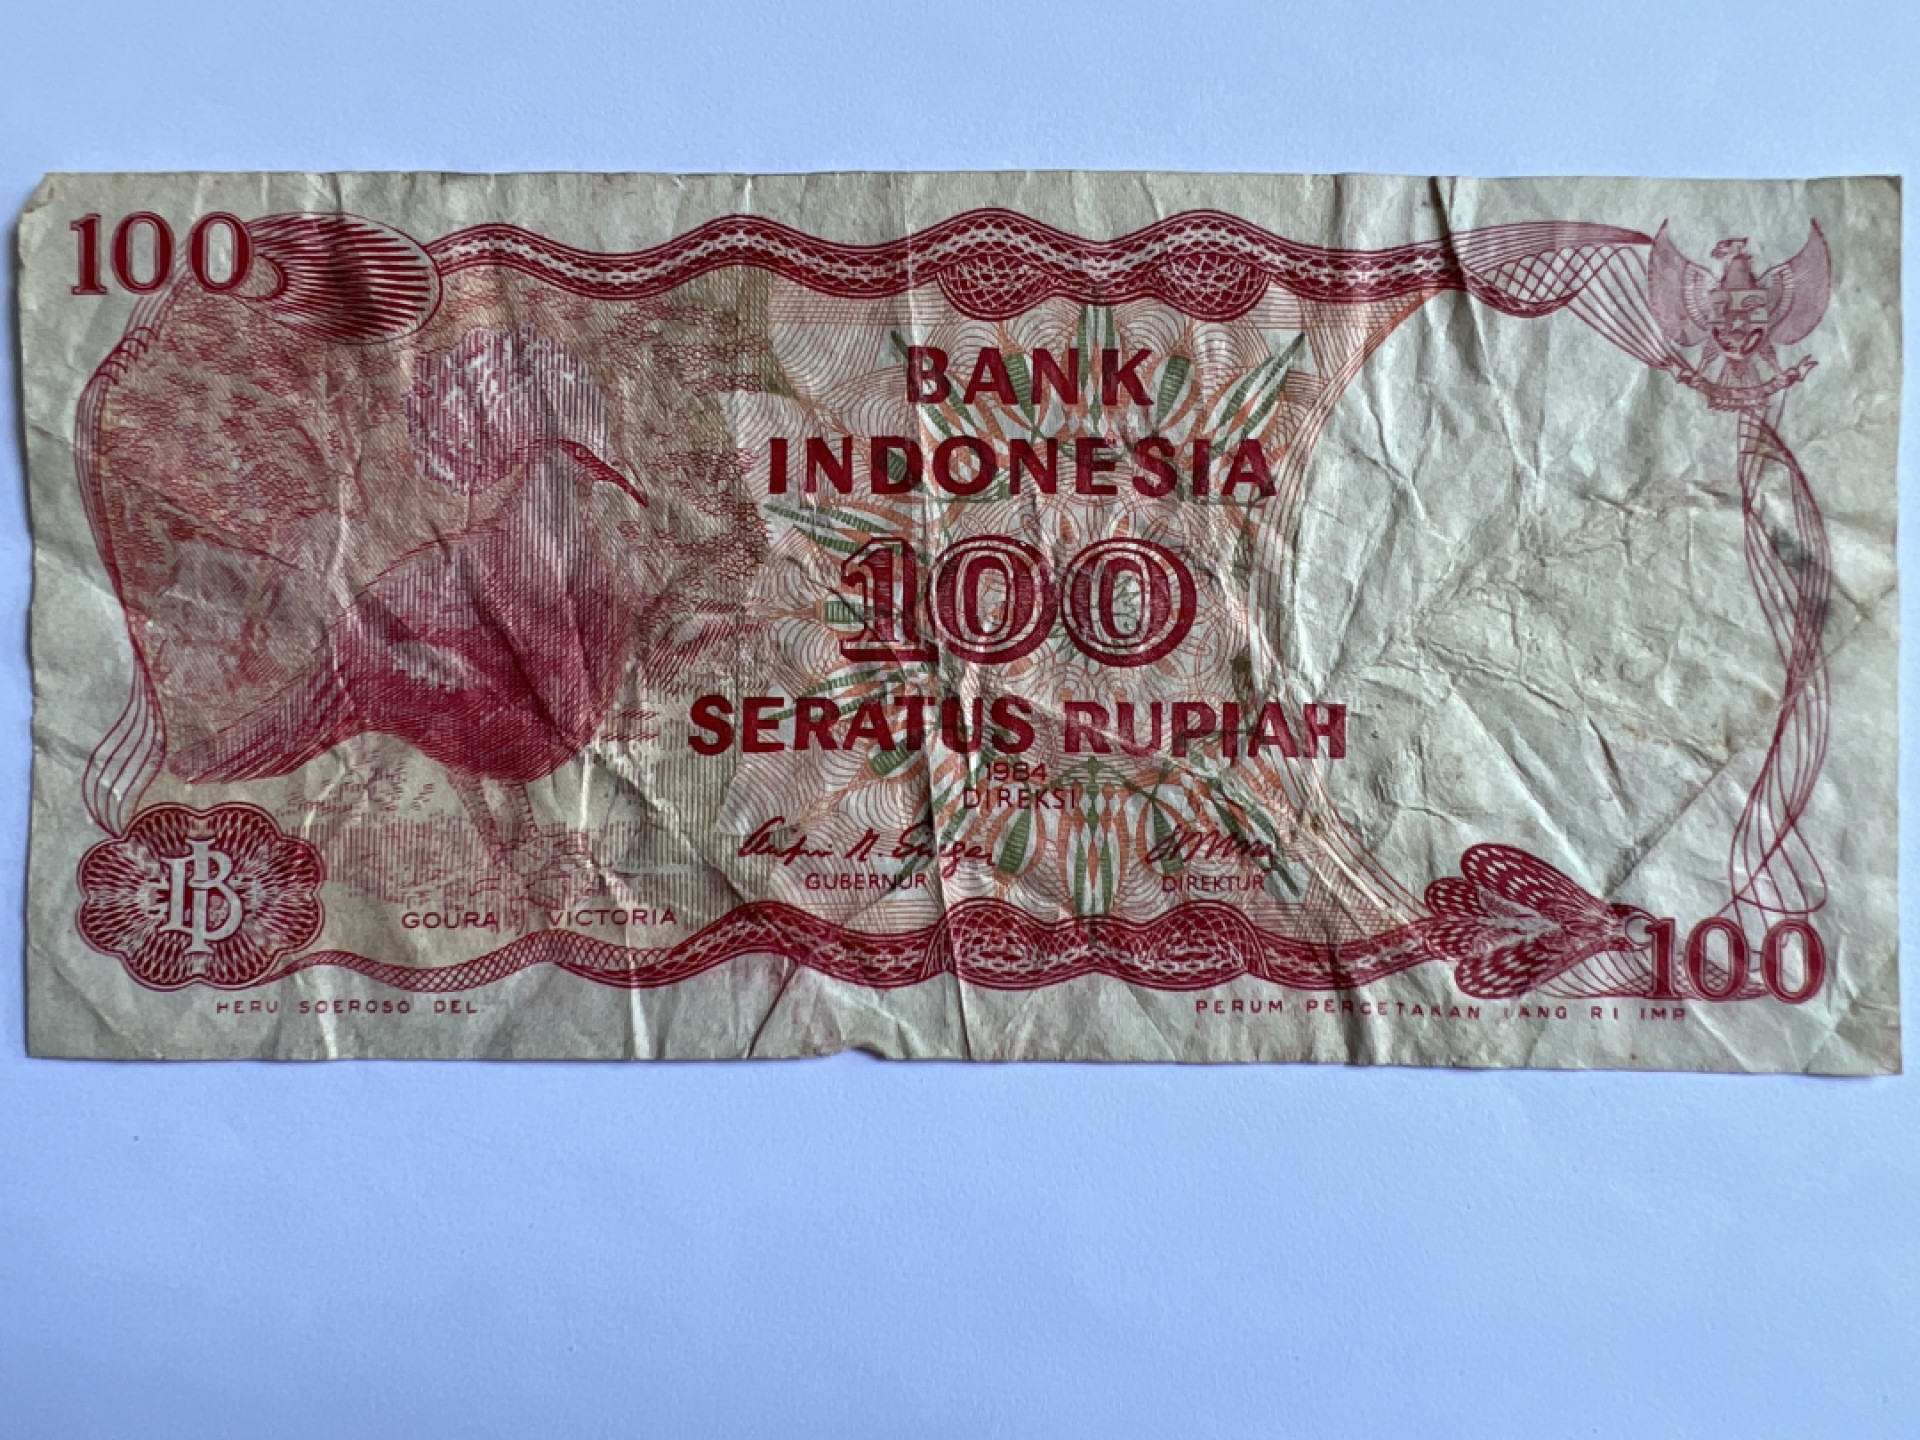 100
BANK
INDONESIA
100
SERATUS RUPIAH
1984
DIREKSI
GUBERNUR DIREKTUR
GOURA VICTORIA
BI
100
HERU SOEROSO DEL.
PERUM PERCETAKAN UANG RI IMP